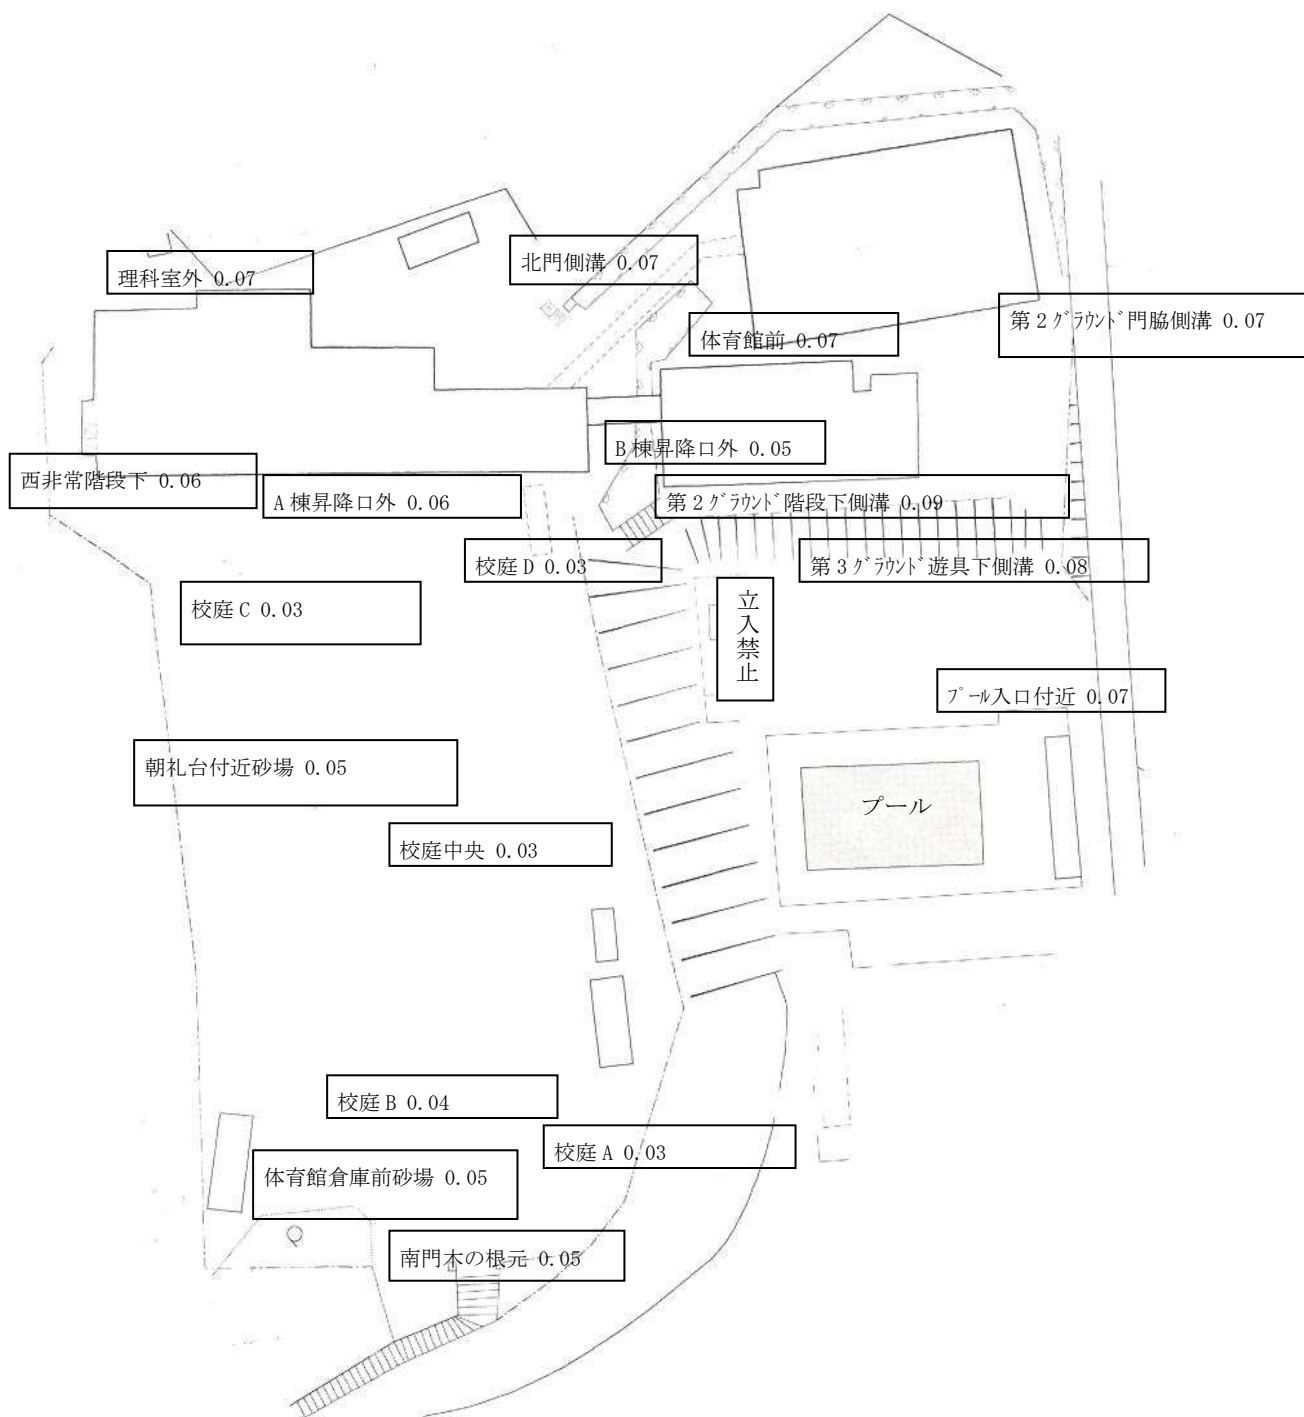 理科室外 0.07
北門側溝 0.07
第2ｸﾞﾗｳﾝﾄﾞ門脇側溝 0.07
体育館前 0.07
B棟昇降口外 0.05
西非常階段下 0.06
A棟昇降口外 0.06
第2ｸﾞﾗｳﾝﾄﾞ階段下側溝 0.09
校庭D 0.03
第3ｸﾞﾗｳﾝﾄﾞ遊具下側溝 0.08
校庭C 0.03
立入禁止
ﾌﾟｰﾙ入口付近 0.07
朝礼台付近砂場 0.05
プール
校庭中央 0.03
校庭B 0.04
校庭A 0.03
体育館倉庫前砂場 0.05
南門木の根元 0.05